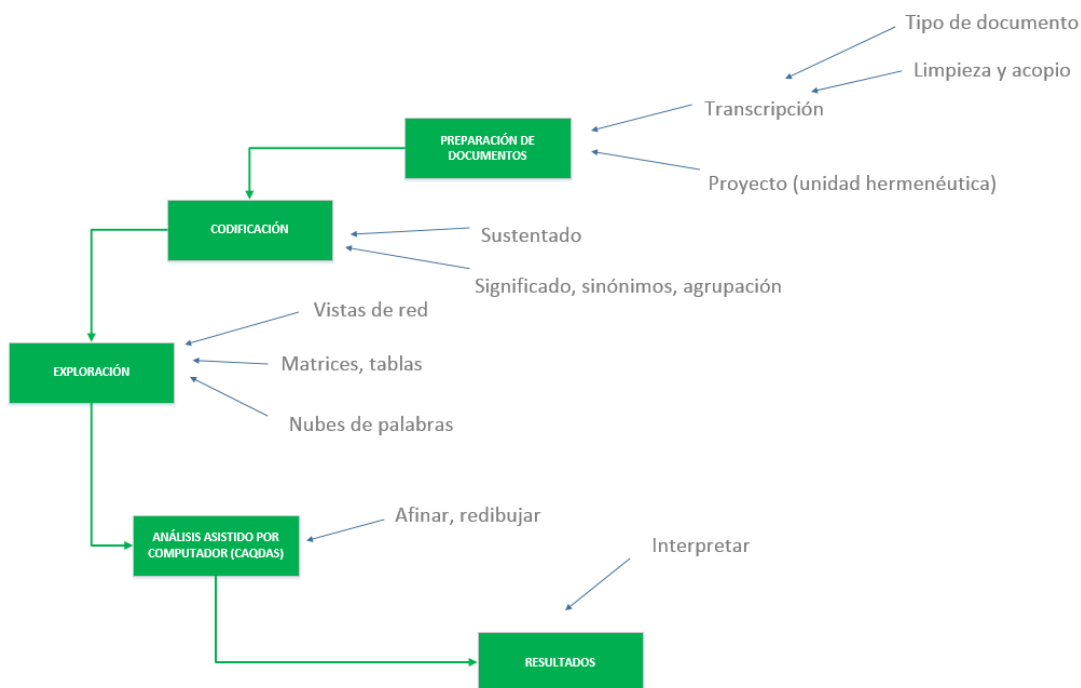 Tipo de documento
Limpieza y acopio
Transcripción
PREPARACIÓN DE
DOCUMENTOS
Proyecto (unidad hermenéutica)
CODIFICACIÓN
Sustentado
Significado, sinónimos, agrupación
Vistas de red
Matrices, tablas
EXPLORACIÓN
Nubes de palabras
Afinar, redibujar
ANÁLISIS ASISTIDO POR
COMPUTADOR (CAQDAS)
Interpretar
RESULTADOS